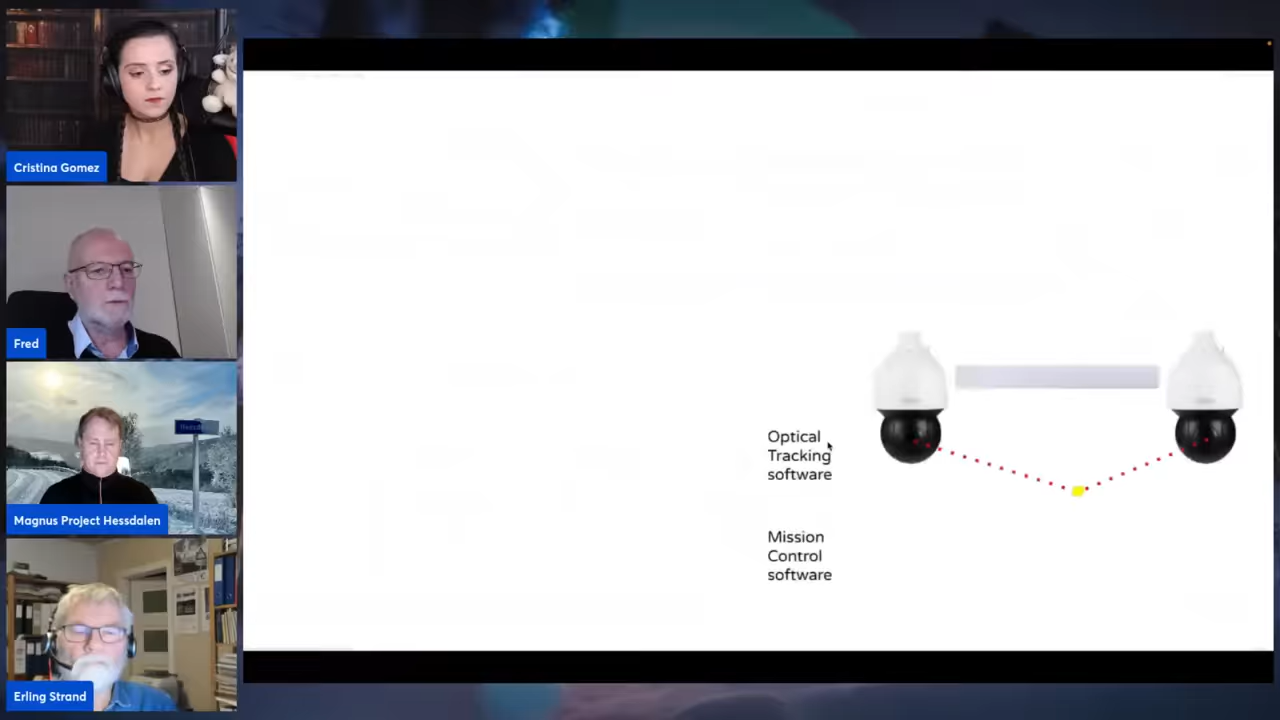 Cristina Gomez
Fred
Magnus Project Hessdalen
Erling Strand
Optical
Tracking
software
Mission
Control
software